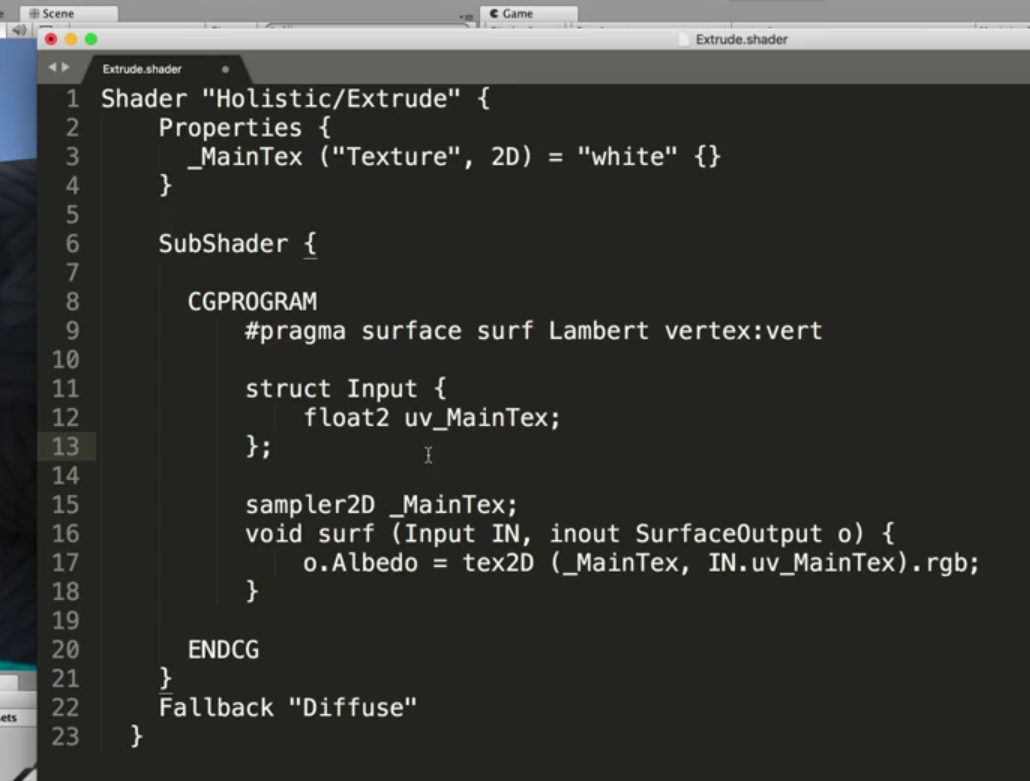 Scene
Game
Extrude.shader
Extrude.shader
1 Shader "Holistic/Extrude" {
2 Properties {
3 _MainTex ("Texture", 2D) = "white" {}
4 }
5
6 SubShader {
7
8 CGPROGRAM
9 #pragma surface surf Lambert vertex:vert
10
11 struct Input {
12 float2 uv_MainTex;
13 };
14
15 sampler2D _MainTex;
16 void surf (Input IN, inout SurfaceOutput o) {
17 o.Albedo = tex2D (_MainTex, IN.uv_MainTex).rgb;
18 }
19
20 ENDCG
21 }
22 Fallback "Diffuse"
23 }